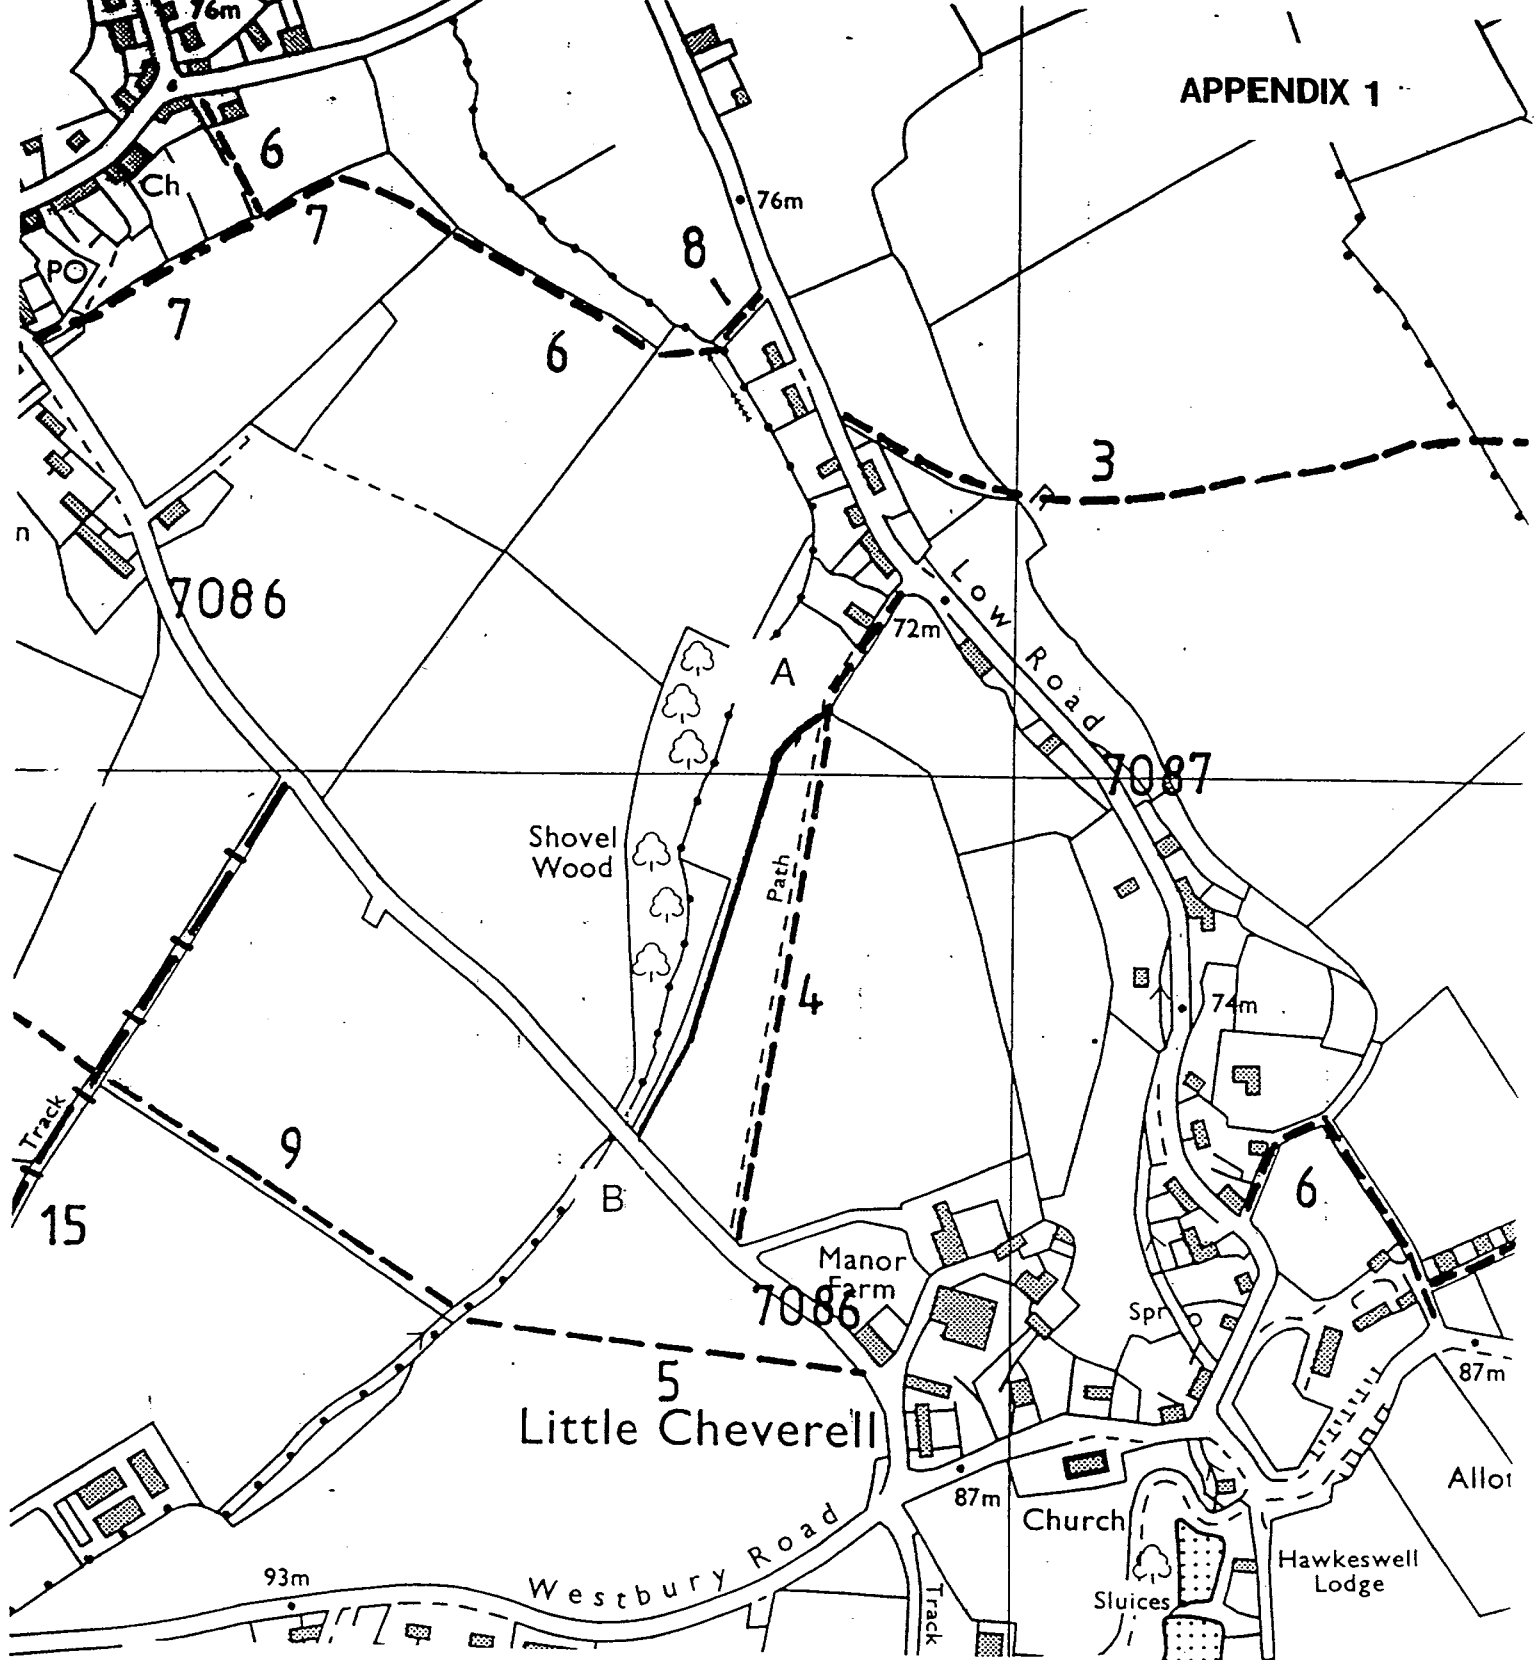 76m
APPENDIX 1
6
Ch
7
76m
8
PO
7
6
3
n
7086
Low Road
72m
A
7087
Shovel
Wood
Path
4
74m
Track
9
15
B
6
Manor
Farm
7086
Spr
5
87m
Little Cheverell
87m
Allot
Church
Westbury Road
93m
Track
Sluices
Hawkeswell
Lodge